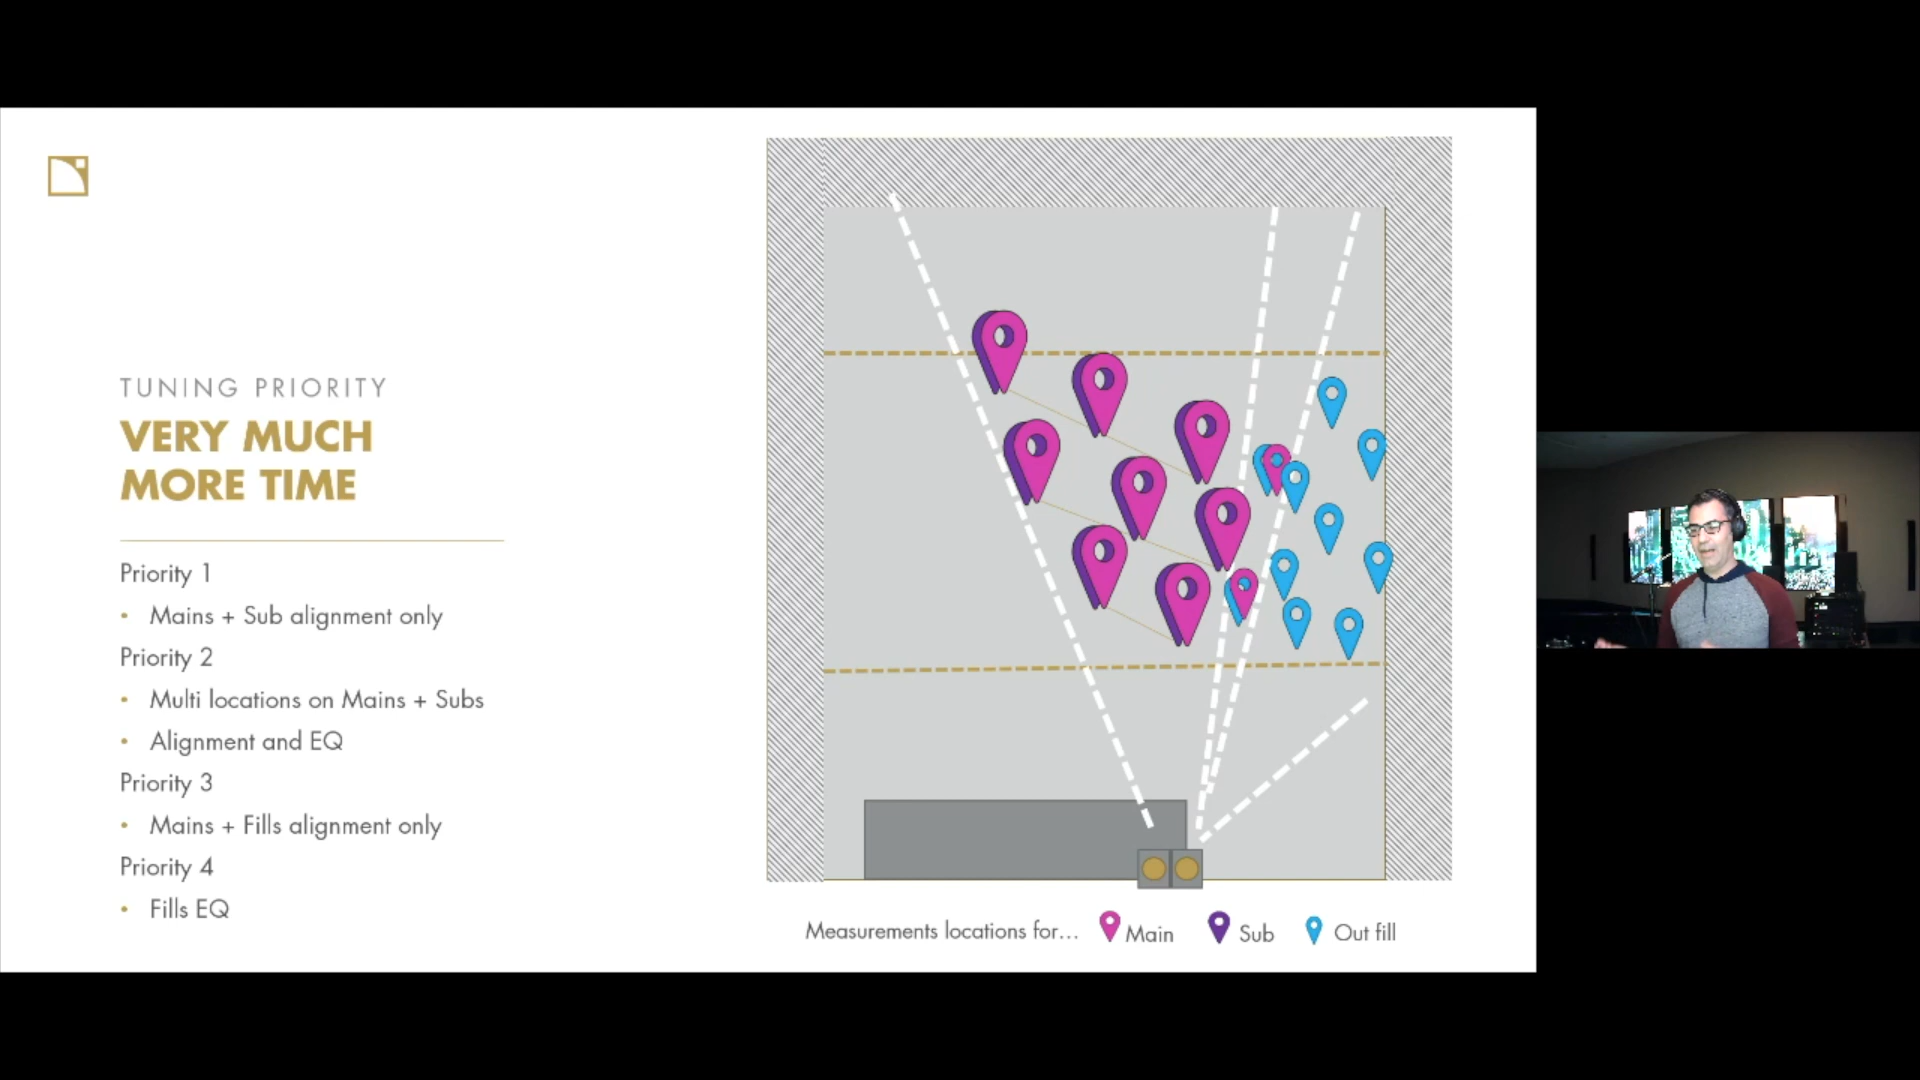 TUNING PRIORITY
VERY MUCH
MORE TIME
Priority 1
• Mains + Sub alignment only
Priority 2
• Multi locations on Mains + Subs
• Alignment and EQ
Priority 3
• Mains + Fills alignment only
Priority 4
• Fills EQ
Measurements locations for... Main Sub Out fill